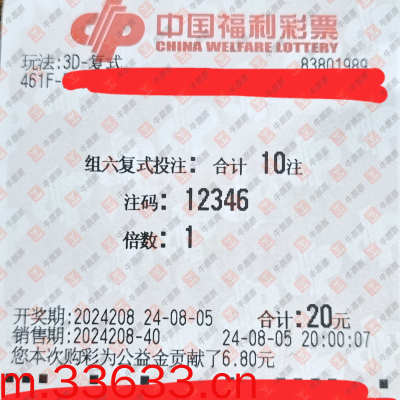 中国福利彩票
CHINA WELFARE LOTTERY
玩法:3D-复式 83801989
461F-
组六复式投注: 合计 10注
注码: 12346
倍数: 1
开奖期:2024208 24-08-05 合计:20元
销售期:2024208-40 24-08-05 20:00:07
您本次购彩为公益金贡献了6.80元
m.33633.cn